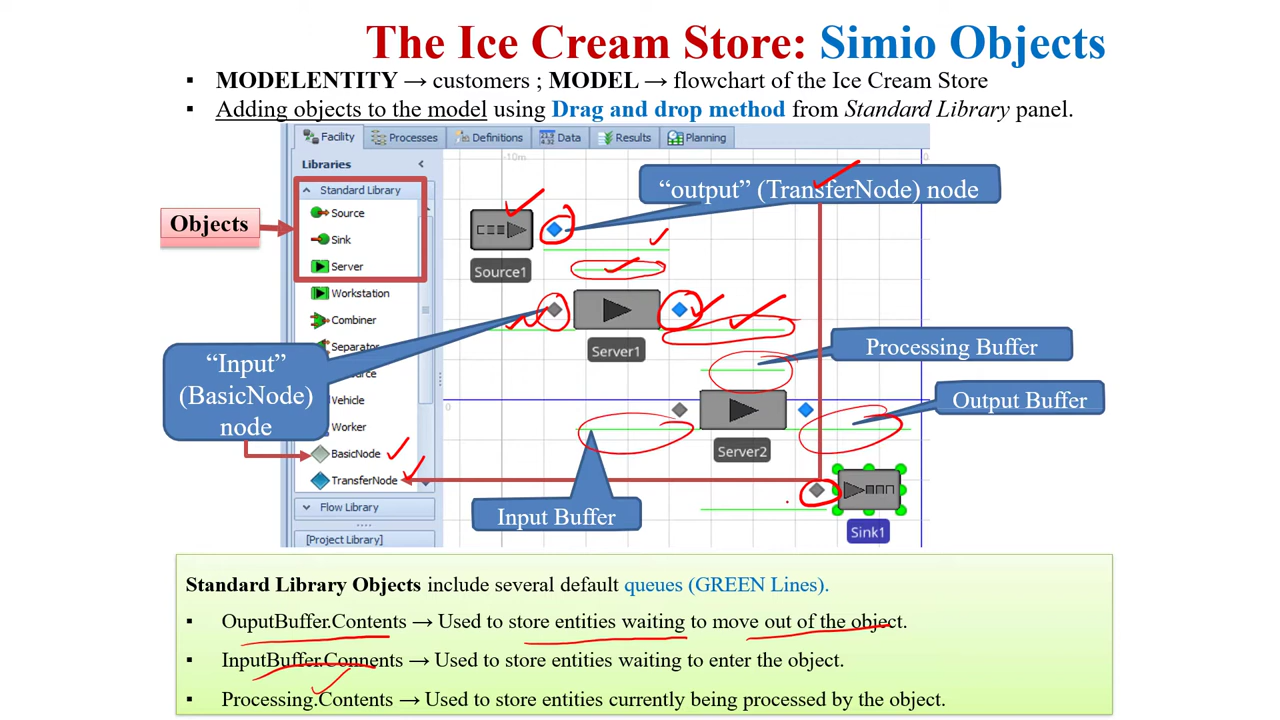 The Ice Cream Store: Simio Objects
▪ MODELENTITY → customers ; MODEL → flowchart of the Ice Cream Store
▪ Adding objects to the model using Drag and drop method from Standard Library panel.
Facility
Processes
Definitions
Data
Results
Planning
Libraries
Standard Library
Source
Sink
Server
Workstation
Combiner
Separator
ource
Vehicle
Worker
BasicNode
TransferNode
Flow Library
[Project Library]
Objects
-10m
0
0
"output" (TransferNode) node
Source1
Server1
"Input"
(BasicNode)
node
Processing Buffer
Output Buffer
Server2
Input Buffer
Sink1
Standard Library Objects include several default queues (GREEN Lines).
▪ OuputBuffer.Contents → Used to store entities waiting to move out of the object.
▪ InputBuffer.Connents → Used to store entities waiting to enter the object.
▪ Processing.Contents → Used to store entities currently being processed by the object.